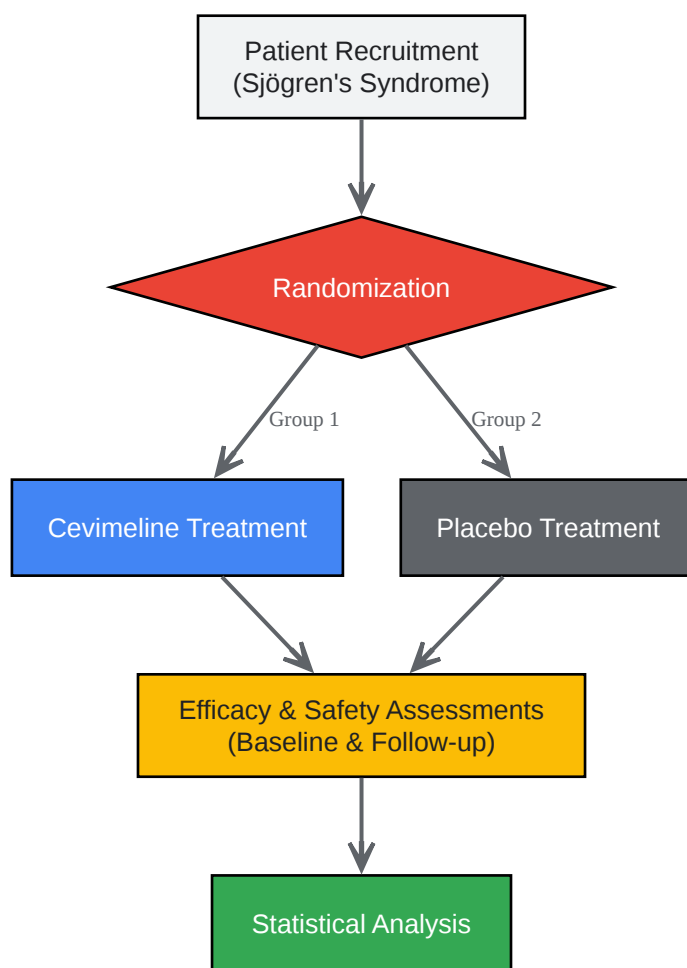 Patient Recruitment
(Sjögren's Syndrome)
Randomization
Group 1
Group 2
Cevimeline Treatment
Placebo Treatment
Efficacy & Safety Assessments
(Baseline & Follow-up)
Statistical Analysis